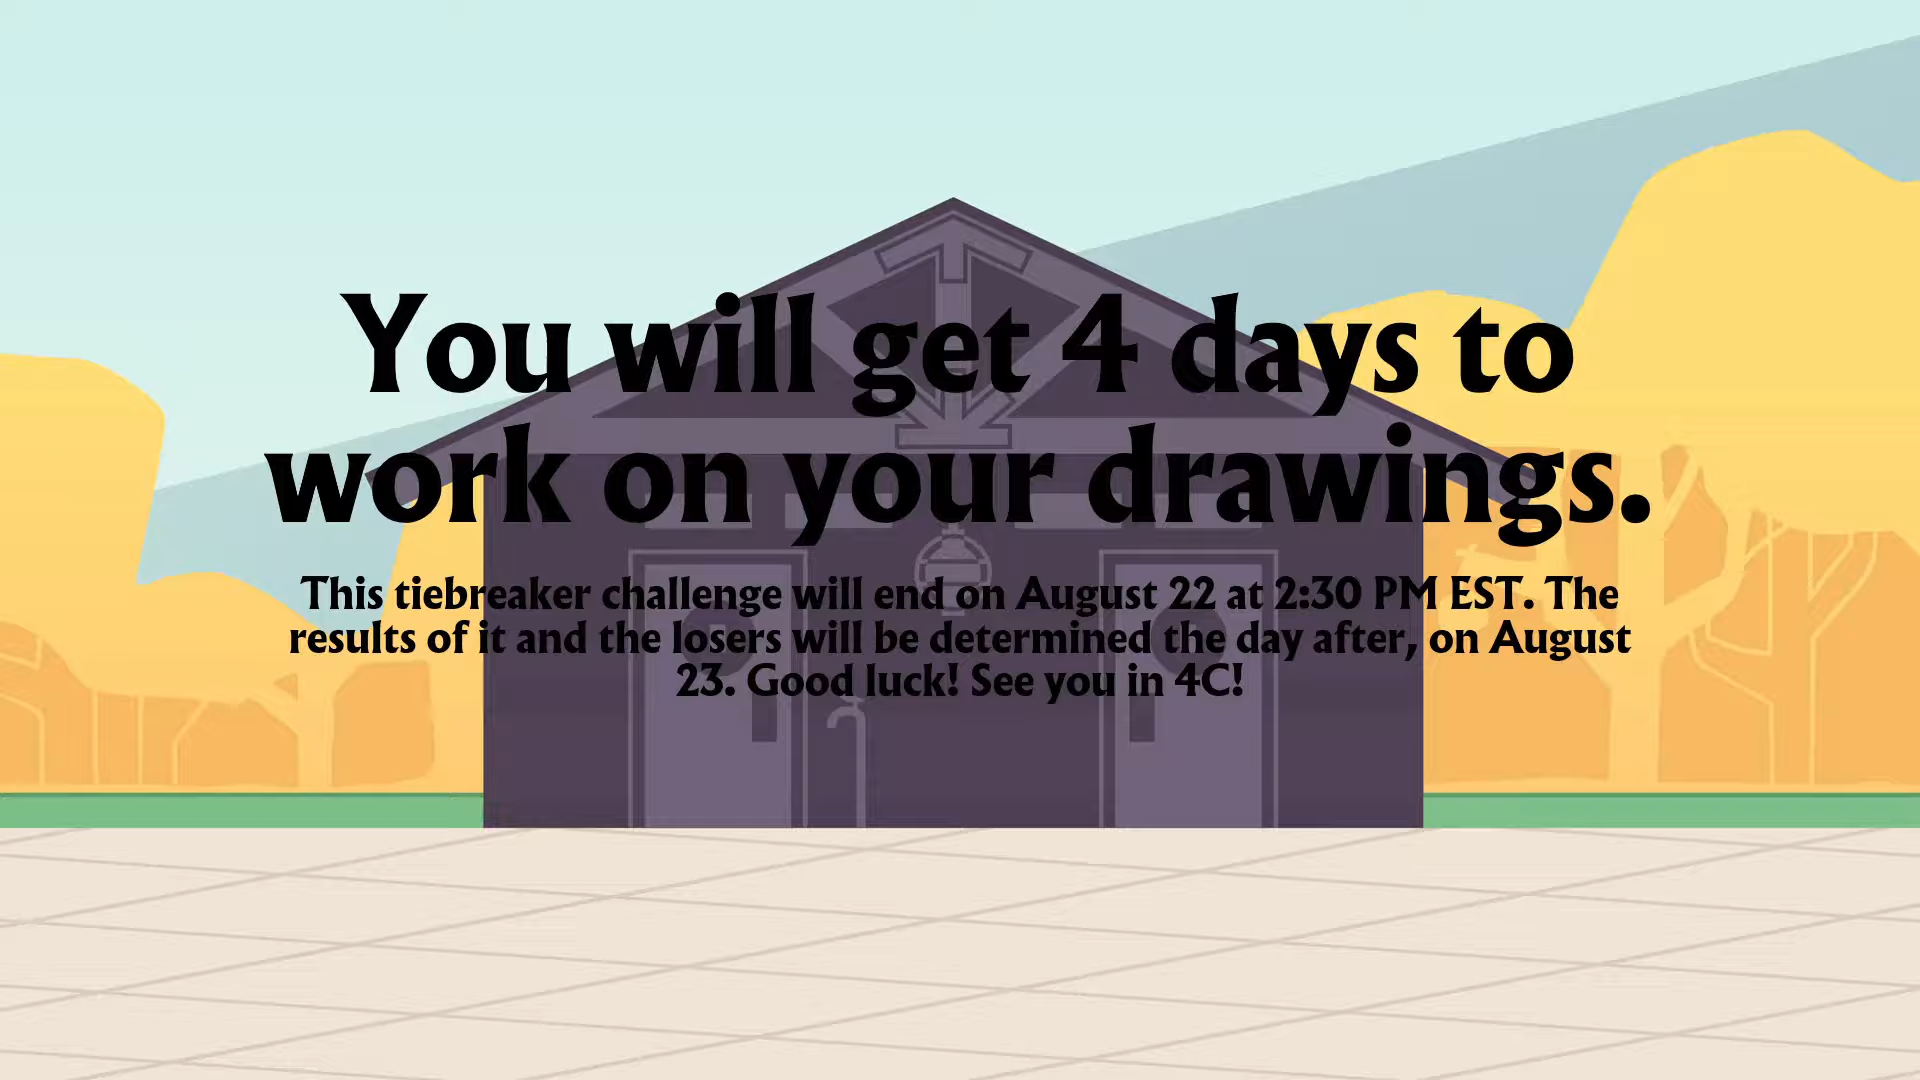 You will get 4 days to
work on your drawings.
This tiebreaker challenge will end on August 22 at 2:30 PM EST. The
results of it and the losers will be determined the day after, on August
23. Good luck! See you in 4C!